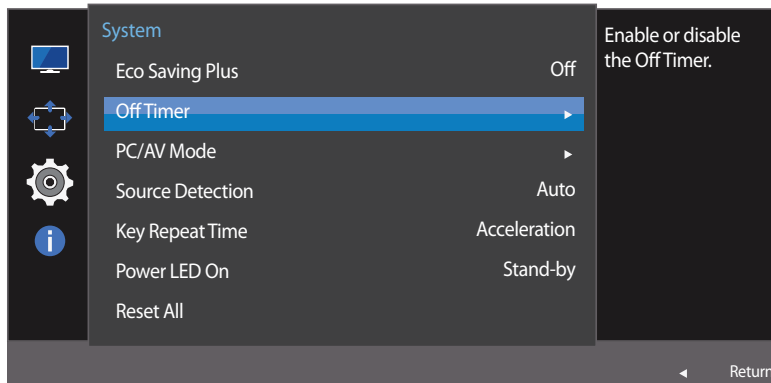 System
Eco Saving Plus Off
Off Timer
PC/AV Mode
Source Detection Auto
Key Repeat Time Acceleration
Power LED On Stand-by
Reset All
Enable or disable
the Off Timer.
Return